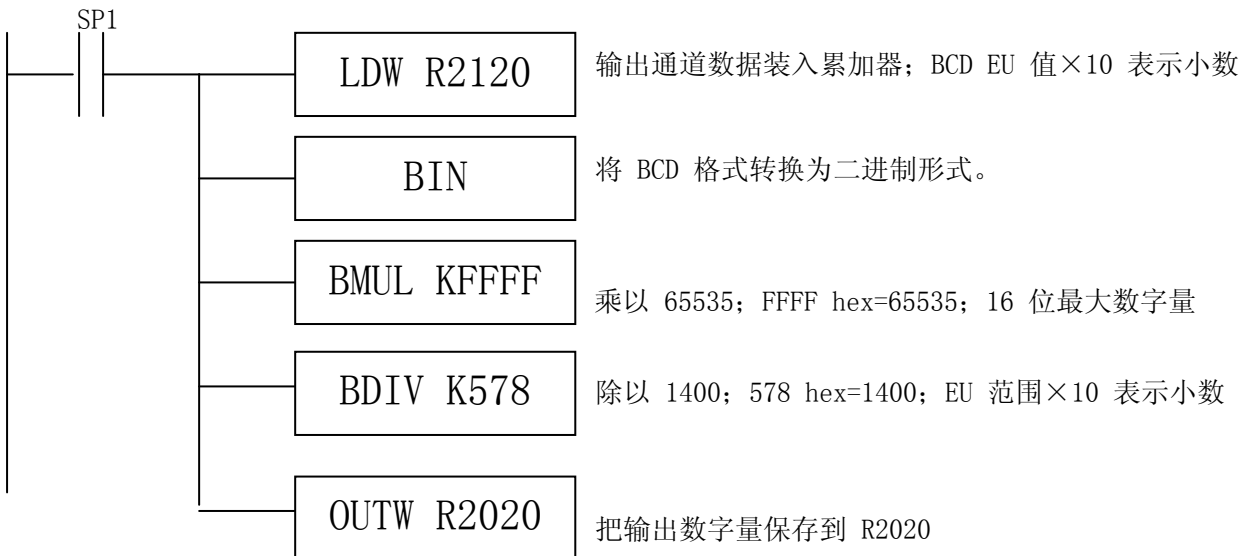 SP1
LDW R2120
输出通道数据装入累加器；BCD EU 值×10 表示小数
BIN
将 BCD 格式转换为二进制形式。
BMUL KFFFF
乘以 65535；FFFF hex=65535；16 位最大数字量
BDIV K578
除以 1400；578 hex=1400；EU 范围×10 表示小数
OUTW R2020
把输出数字量保存到 R2020